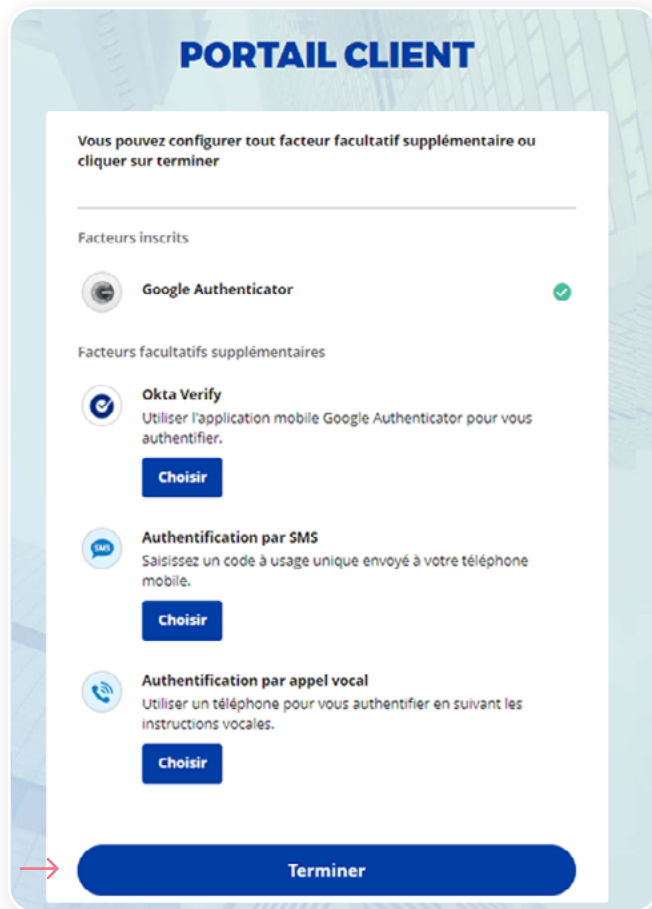 PORTAIL CLIENT
Vous pouvez configurer tout facteur facultatif supplémentaire ou
cliquer sur terminer
Facteurs inscrits
Google Authenticator
Facteurs facultatifs supplémentaires
Okta Verify
Utiliser l'application mobile Google Authenticator pour vous
authentifier.
Choisir
SMS
Authentification par SMS
Saisissez un code à usage unique envoyé à votre téléphone
mobile.
Choisir
Authentification par appel vocal
Utiliser un téléphone pour vous authentifier en suivant les
instructions vocales.
Choisir
Terminer